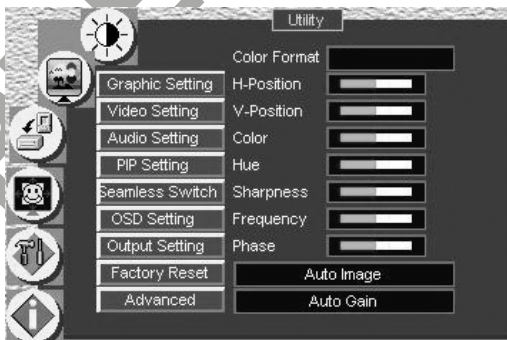 Utility
Color Format
Graphic Setting H-Position
Video Setting V-Position
Audio Setting Color
PIP Setting Hue
Seamless Switch Sharpness
OSD Setting Frequency
Output Setting Phase
Factory Reset Auto Image
Advanced Auto Gain